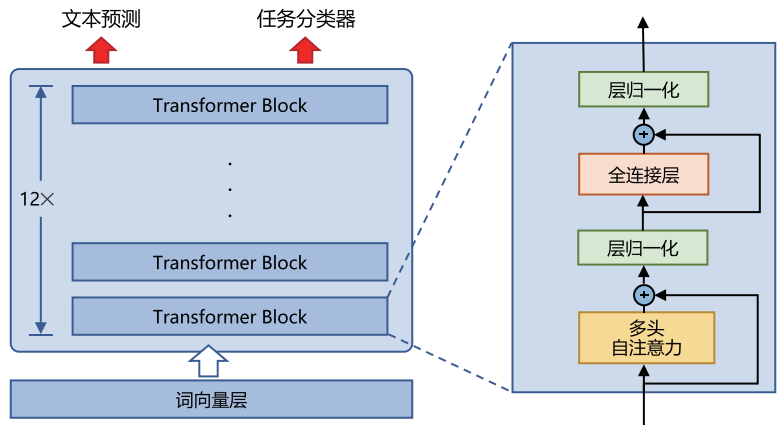 文本预测
任务分类器
Transformer Block
12×
Transformer Block
Transformer Block
词向量层
层归一化
+
全连接层
层归一化
+
多头
自注意力